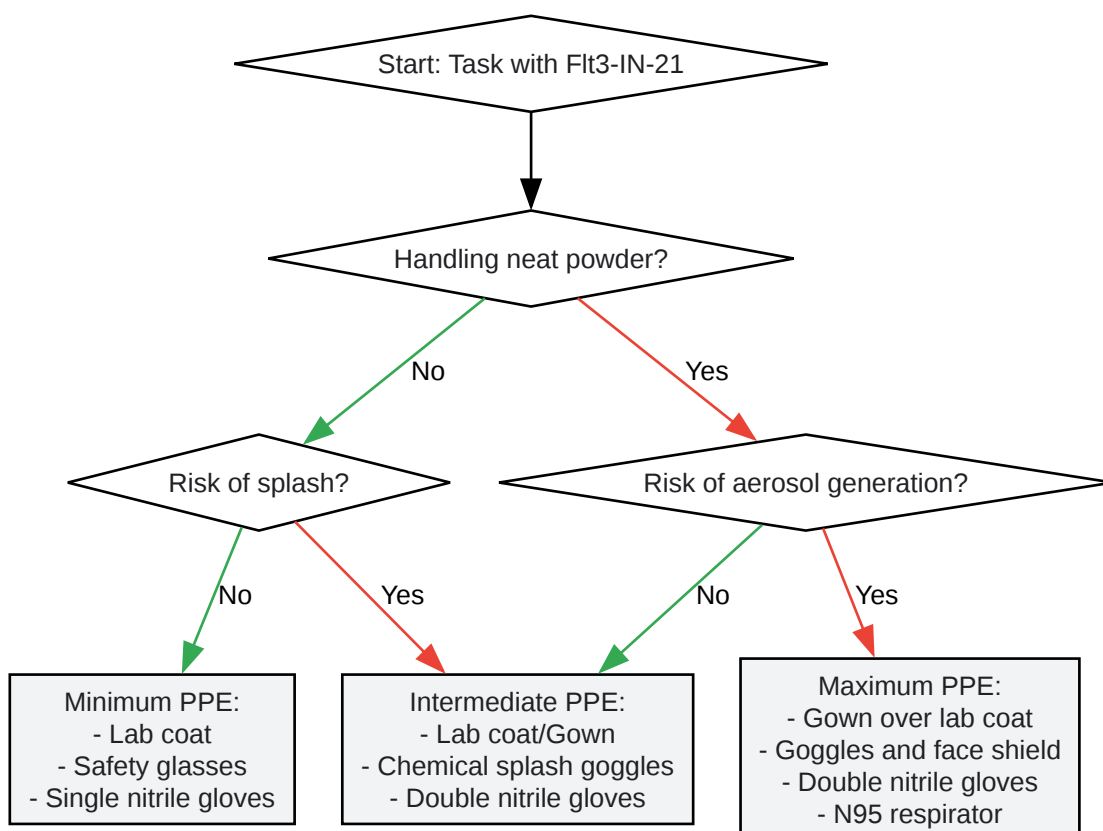 Start: Task with Flt3-IN-21
Handling neat powder?
No
Yes
Risk of splash?
Risk of aerosol generation?
No
Yes
No
Yes
Minimum PPE:
- Lab coat
- Safety glasses
- Single nitrile gloves
Intermediate PPE:
- Lab coat/Gown
- Chemical splash goggles
- Double nitrile gloves
Maximum PPE:
- Gown over lab coat
- Goggles and face shield
- Double nitrile gloves
- N95 respirator